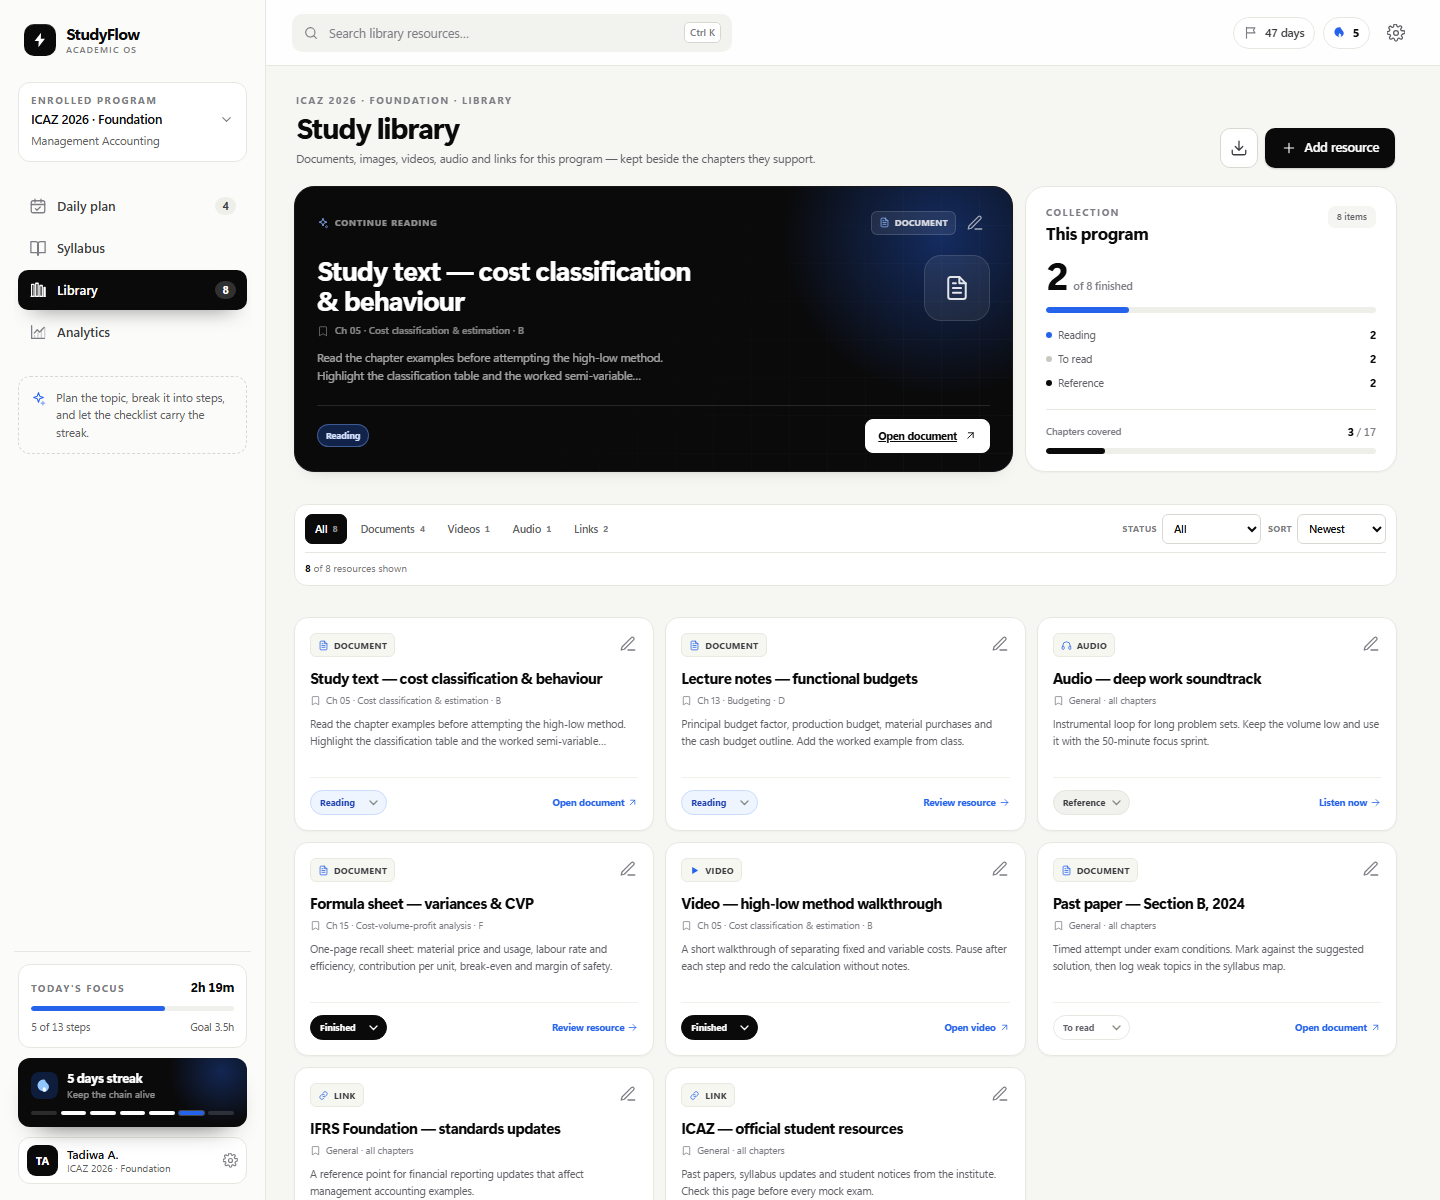 StudyFlow
ACADEMIC OS
ENROLLED PROGRAM
ICAZ 2026 · Foundation
Management Accounting
Daily plan 4
Syllabus
Library 8
Analytics
Plan the topic, break it into steps,
and let the checklist carry the
streak.
TODAY'S FOCUS 2h 19m
5 of 13 steps Goal 3.5h
5 days streak
Keep the chain alive
TA
Tadiwa A.
ICAZ 2026 · Foundation
Search library resources... Ctrl K
47 days
5
ICAZ 2026 · FOUNDATION · LIBRARY
Study library
Documents, images, videos, audio and links for this program — kept beside the chapters they support.
Add resource
CONTINUE READING
DOCUMENT
Study text — cost classification
& behaviour
Ch 05 · Cost classification & estimation · B
Read the chapter examples before attempting the high-low method.
Highlight the classification table and the worked semi-variable...
Reading
Open document
COLLECTION
8 items
This program
2 of 8 finished
Reading 2
To read 2
Reference 2
Chapters covered 3 / 17
All 8 Documents 4 Videos 1 Audio 1 Links 2
STATUS All SORT Newest
8 of 8 resources shown
DOCUMENT
Study text — cost classification & behaviour
Ch 05 · Cost classification & estimation · B
Read the chapter examples before attempting the high-low method.
Highlight the classification table and the worked semi-variable...
Reading Open document
DOCUMENT
Lecture notes — functional budgets
Ch 13 · Budgeting · D
Principal budget factor, production budget, material purchases and
the cash budget outline. Add the worked example from class.
Reading Review resource
AUDIO
Audio — deep work soundtrack
General · all chapters
Instrumental loop for long problem sets. Keep the volume low and use
it with the 50-minute focus sprint.
Reference Listen now
DOCUMENT
Formula sheet — variances & CVP
Ch 15 · Cost-volume-profit analysis · F
One-page recall sheet: material price and usage, labour rate and
efficiency, contribution per unit, break-even and margin of safety.
Finished Review resource
VIDEO
Video — high-low method walkthrough
Ch 05 · Cost classification & estimation · B
A short walkthrough of separating fixed and variable costs. Pause after
each step and redo the calculation without notes.
Finished Open video
DOCUMENT
Past paper — Section B, 2024
General · all chapters
Timed attempt under exam conditions. Mark against the suggested
solution, then log weak topics in the syllabus map.
To read Open document
LINK
IFRS Foundation — standards updates
General · all chapters
A reference point for financial reporting updates that affect
management accounting examples.
LINK
ICAZ — official student resources
General · all chapters
Past papers, syllabus updates and student notices from the institute.
Check this page before every mock exam.